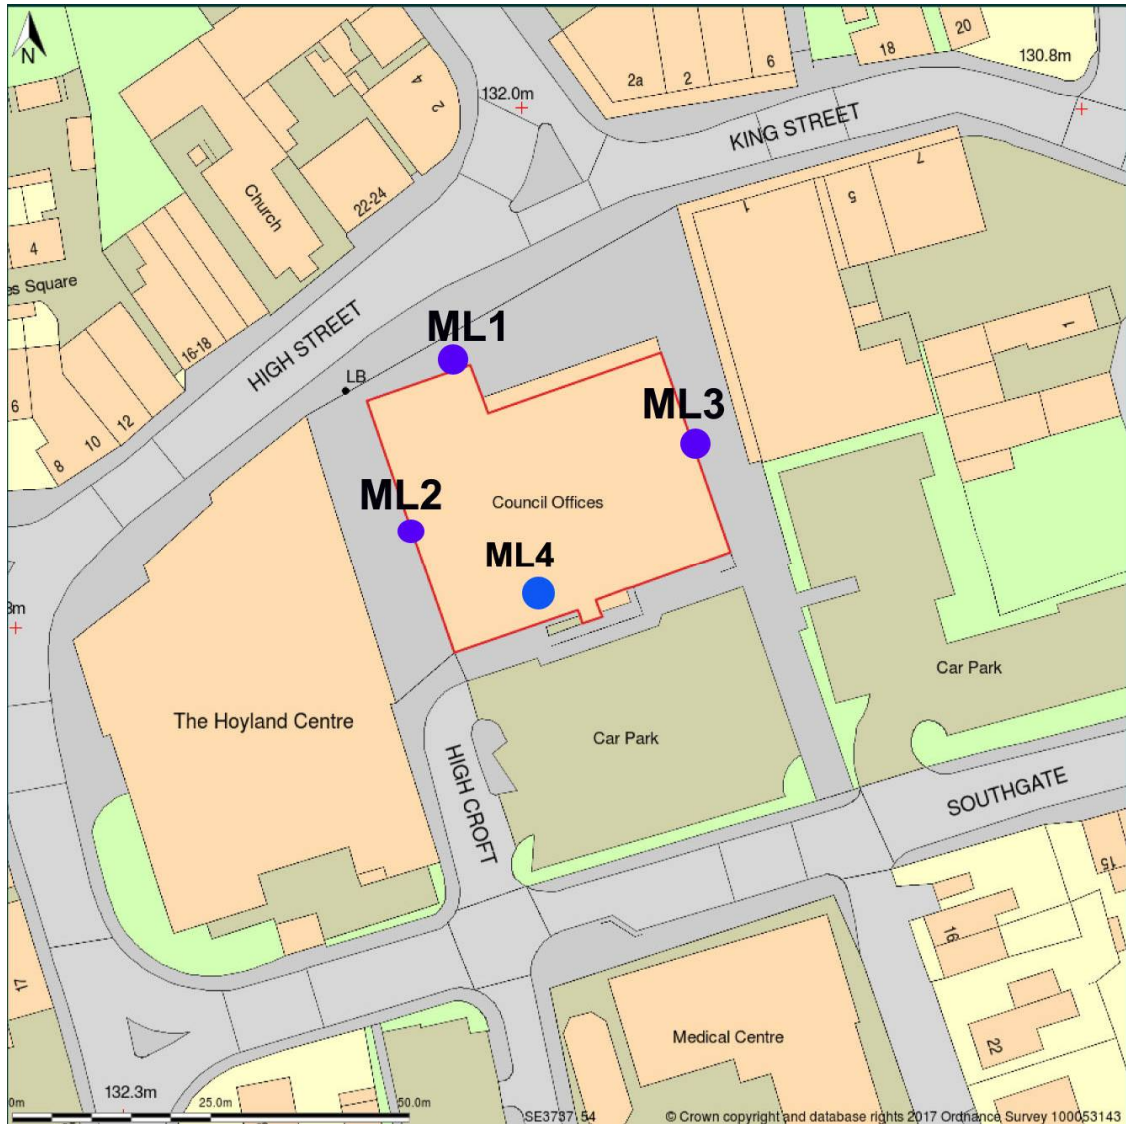 N
132.0m
2a
2
6
18
20
130.8m
4
2
KING STREET
Church
22-24
1
5
7
4
es Square
16-18
HIGH STREET
ML1
LB
1
6
8
10
12
ML3
ML2
Council Offices
ML4
3m
Car Park
The Hoyland Centre
Car Park
HIGH CROFT
SOUTHGATE
15
16
17
Medical Centre
22
132.3m
0m
25.0m
50.0m
SE3737 54
© Crown copyright and database rights 2017 Ordnance Survey 100053143